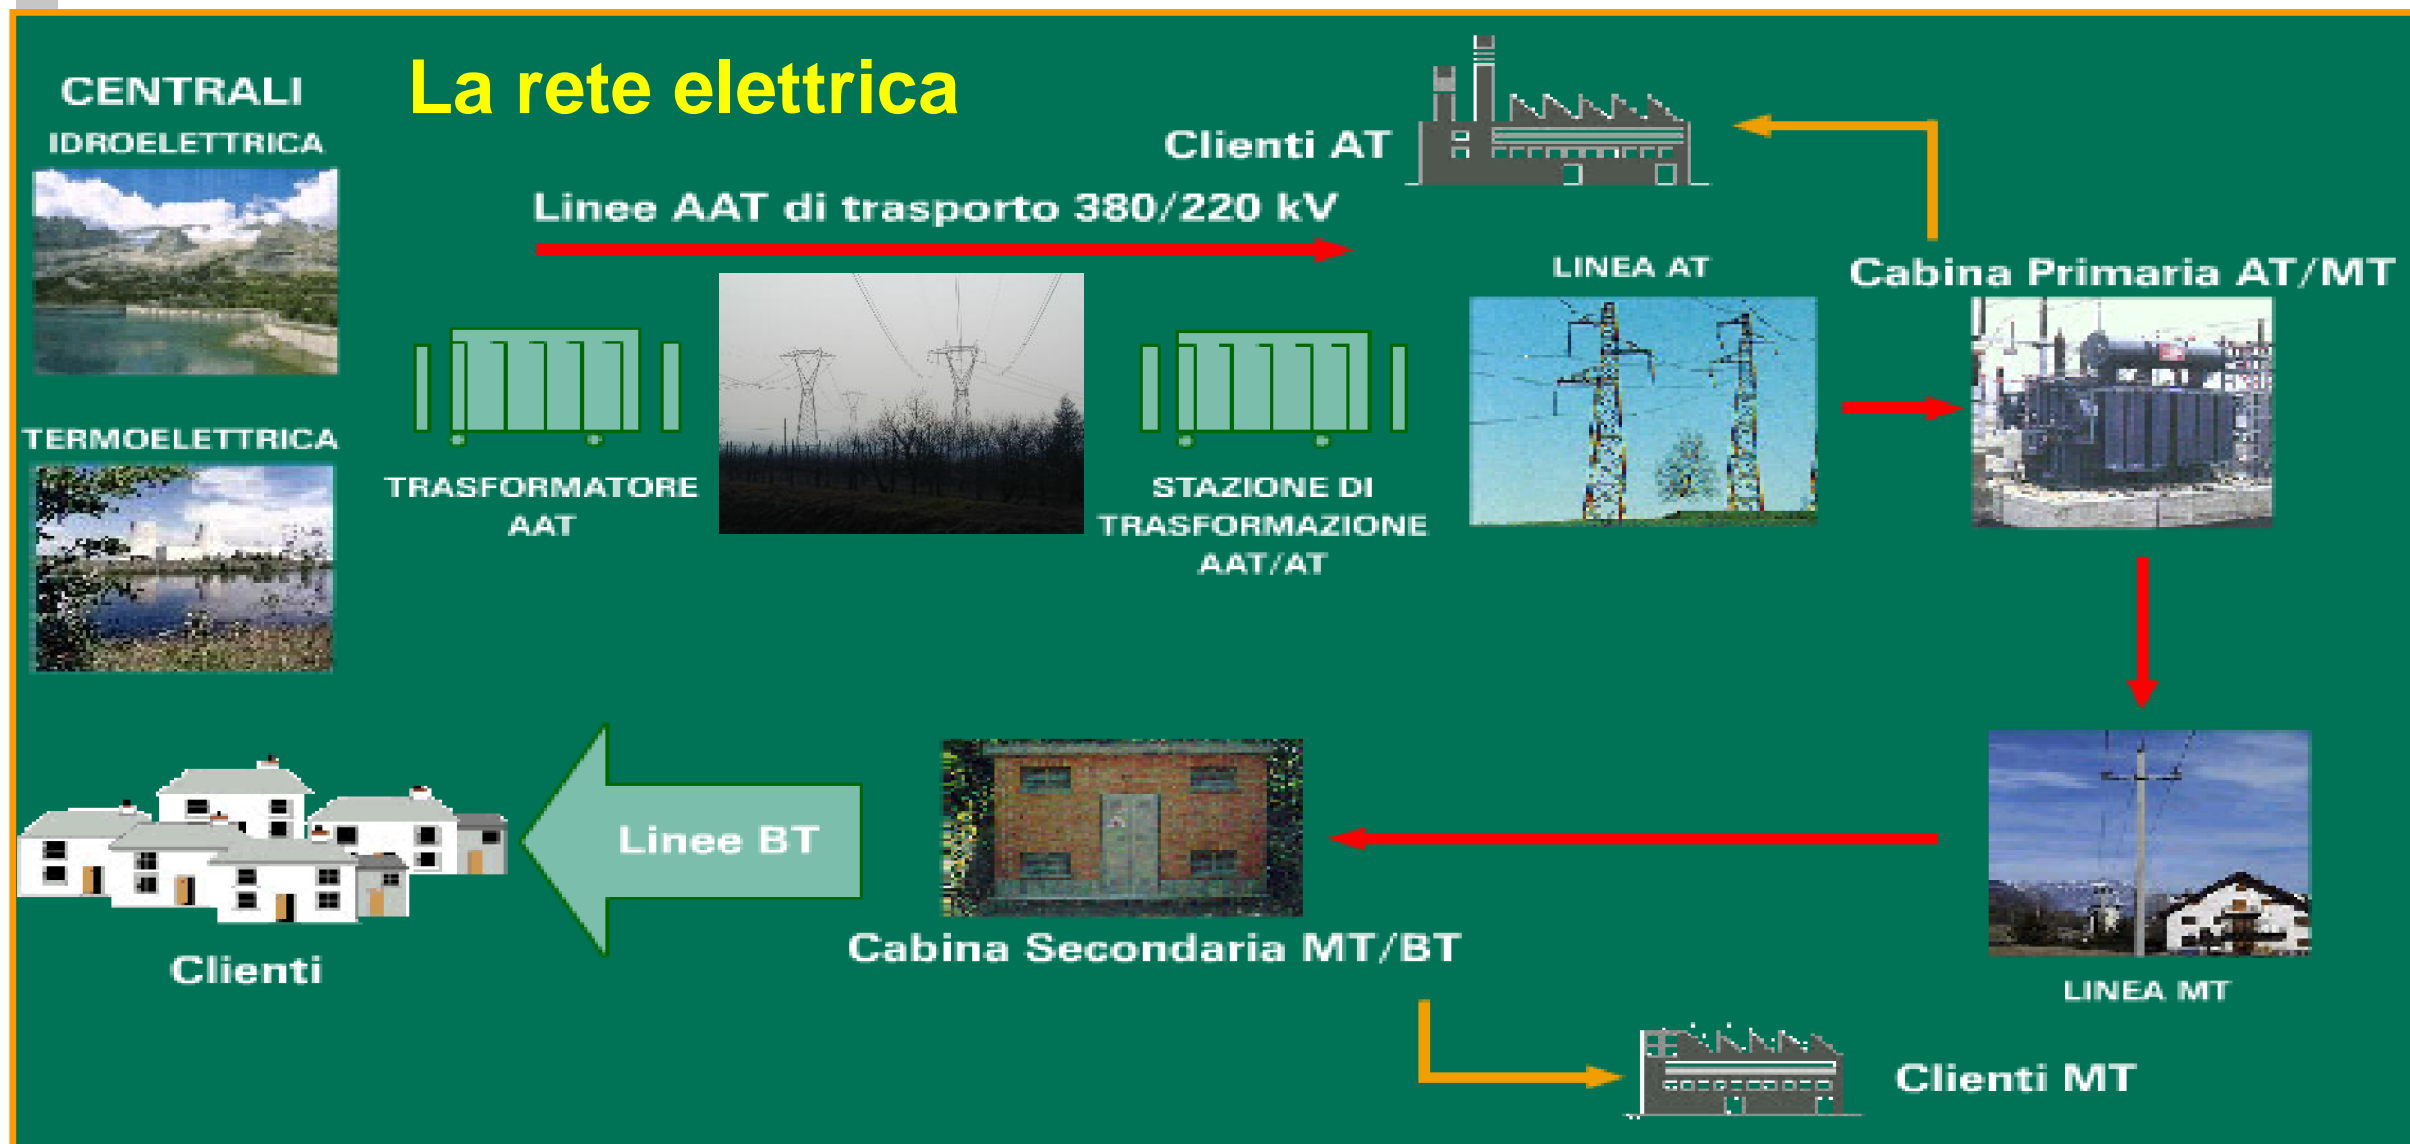 La rete elettrica
CENTRALI
IDROELETTRICA
TERMOELETTRICA
Linee AAT di trasporto 380/220 kV
TRASFORMATORE
AAT
STAZIONE DI
TRASFORMAZIONE
AAT/AT
Clienti AT
LINEA AT
Cabina Primaria AT/MT
LINEA MT
Cabina Secondaria MT/BT
Clienti MT
Linee BT
Clienti